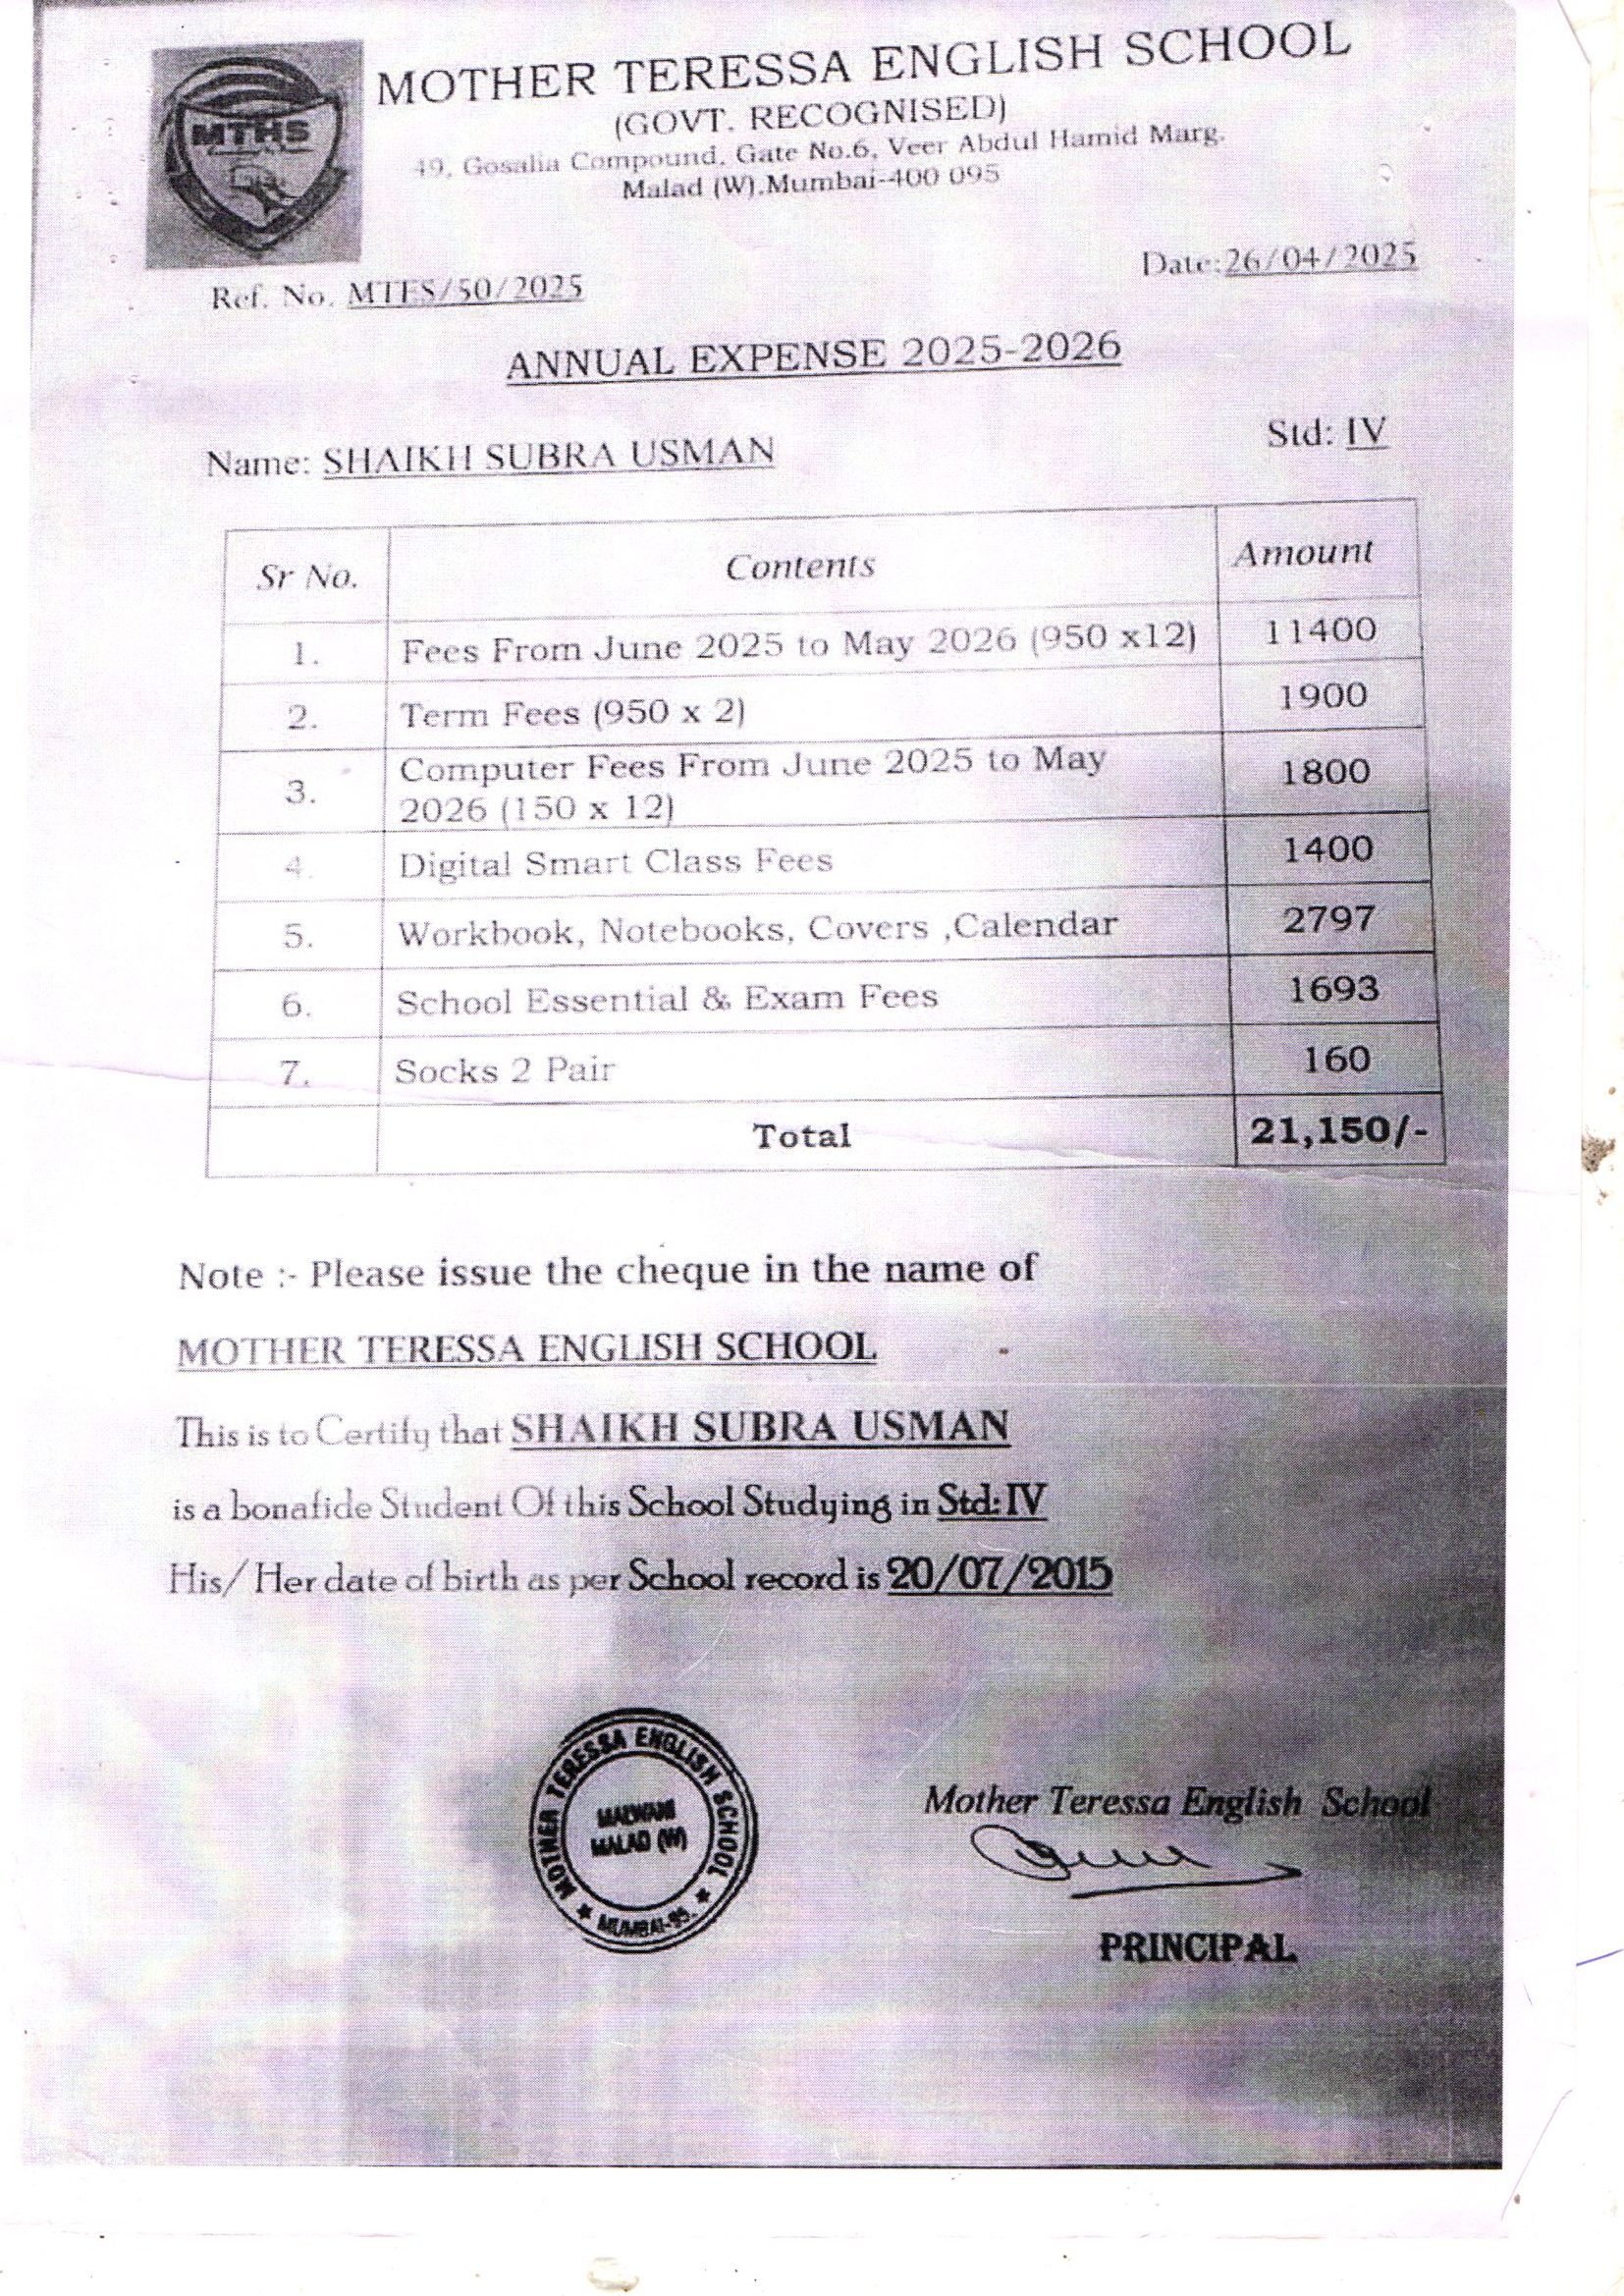 MTHS
MOTHER TERESSA ENGLISH SCHOOL
(GOVT. RECOGNISED)
49, Gosalia Compound, Gate No.6, Veer Abdul Hamid Marg.
Malad (W),Mumbai-400 095
Ref. No. MTES/50/2025
Date:26/04/2025
ANNUAL EXPENSE 2025-2026
Name: SHAIKH SUBRA USMAN
Std: IV
Sr No. Contents Amount
1. Fees From June 2025 to May 2026 (950 x12) 11400
2. Term Fees (950 x 2) 1900
3. Computer Fees From June 2025 to May
2026 (150 x 12) 1800
4. Digital Smart Class Fees 1400
5. Workbook, Notebooks, Covers ,Calendar 2797
6. School Essential & Exam Fees 1693
7. Socks 2 Pair 160
Total 21,150/-
Note :- Please issue the cheque in the name of
MOTHER TERESSA ENGLISH SCHOOL
This is to Certify that SHAIKH SUBRA USMAN
is a bonafide Student Of this School Studying in Std: IV
His/ Her date of birth as per School record is 20/07/2015
MOTHER TERESSA ENGLISH SCHOOL
MALWANI
MALAD (W)
MUMBAI-95.
Mother Teressa English School
PRINCIPAL